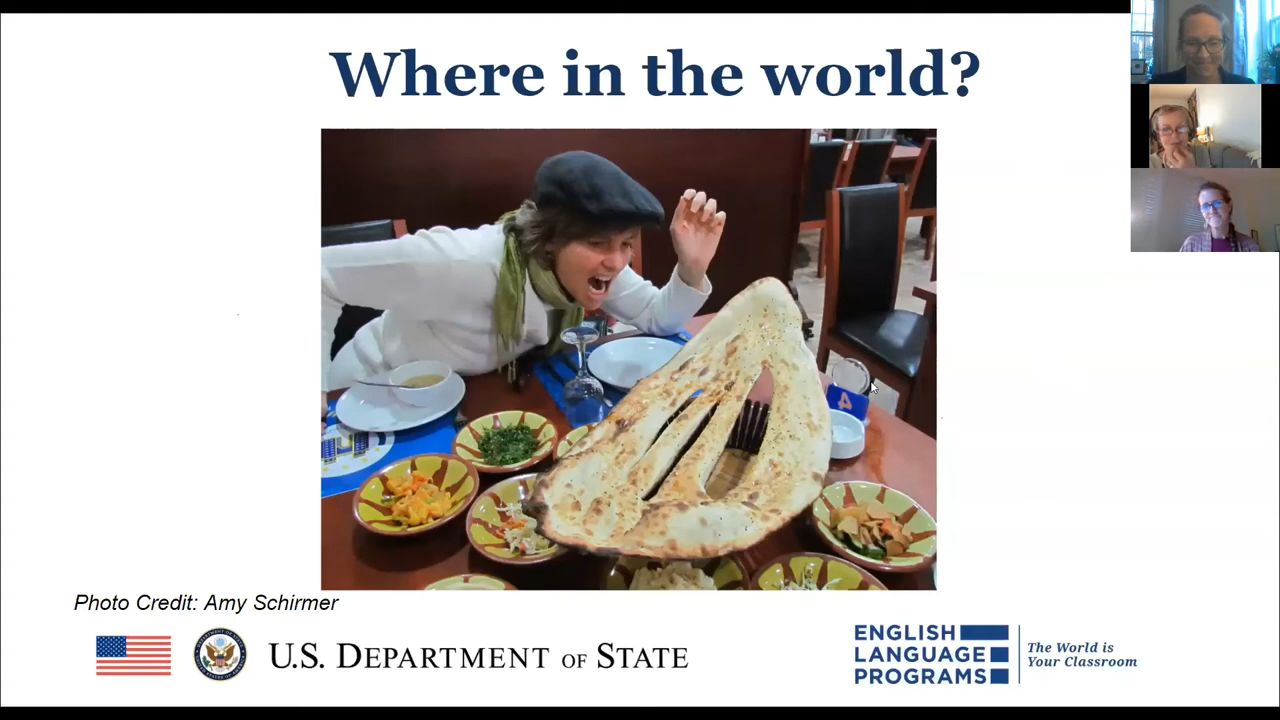 Where in the world?
4
Photo Credit: Amy Schirmer
U.S. DEPARTMENT OF STATE
ENGLISH
LANGUAGE
PROGRAMS
The World is
Your Classroom